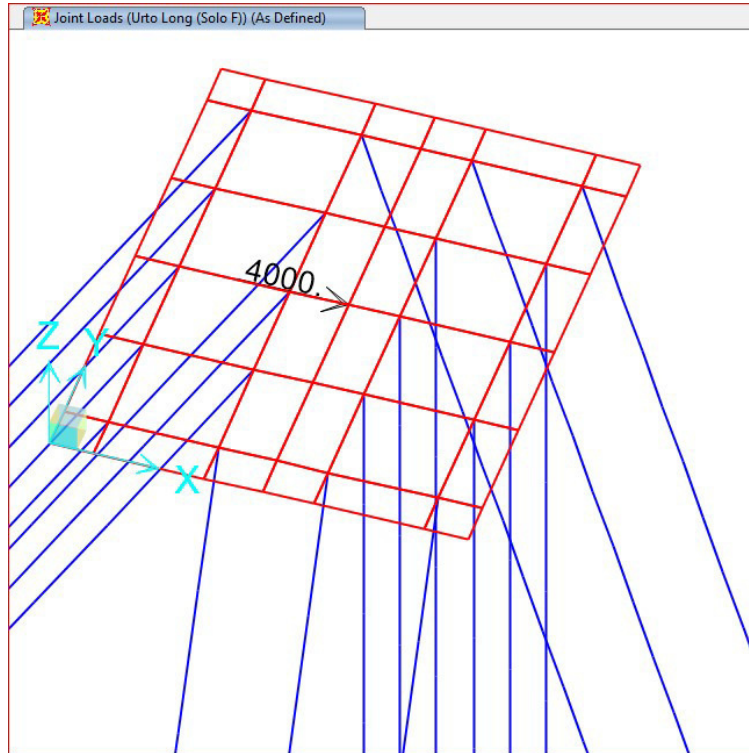 Joint Loads (Urto Long (Solo F)) (As Defined)
4000.
Z
Y
X